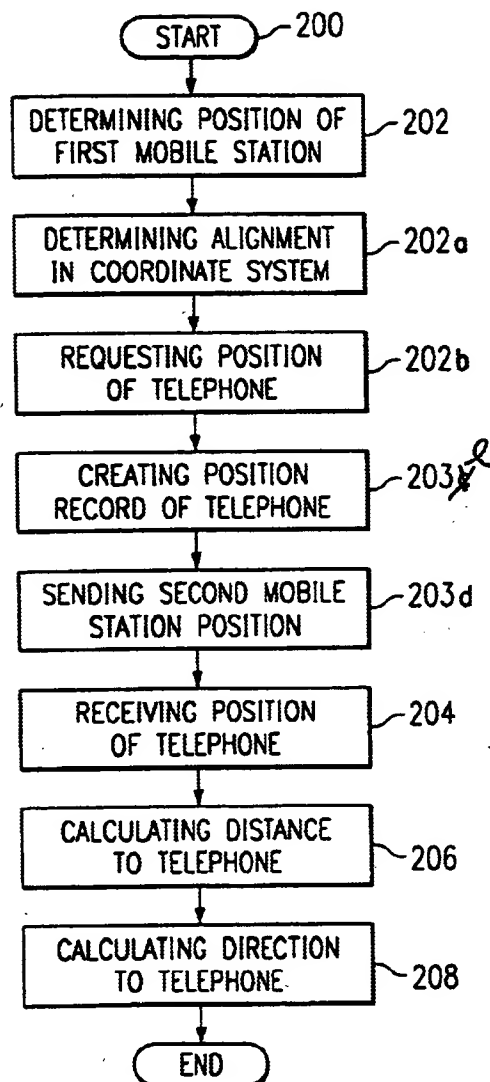 START 200
DETERMINING POSITION OF
FIRST MOBILE STATION 202
DETERMINING ALIGNMENT
IN COORDINATE SYSTEM 202a
REQUESTING POSITION
OF TELEPHONE 202b
CREATING POSITION
RECORD OF TELEPHONE 203
SENDING SECOND MOBILE
STATION POSITION 203d
RECEIVING POSITION
OF TELEPHONE 204
CALCULATING DISTANCE
TO TELEPHONE 206
CALCULATING DIRECTION
TO TELEPHONE 208
END